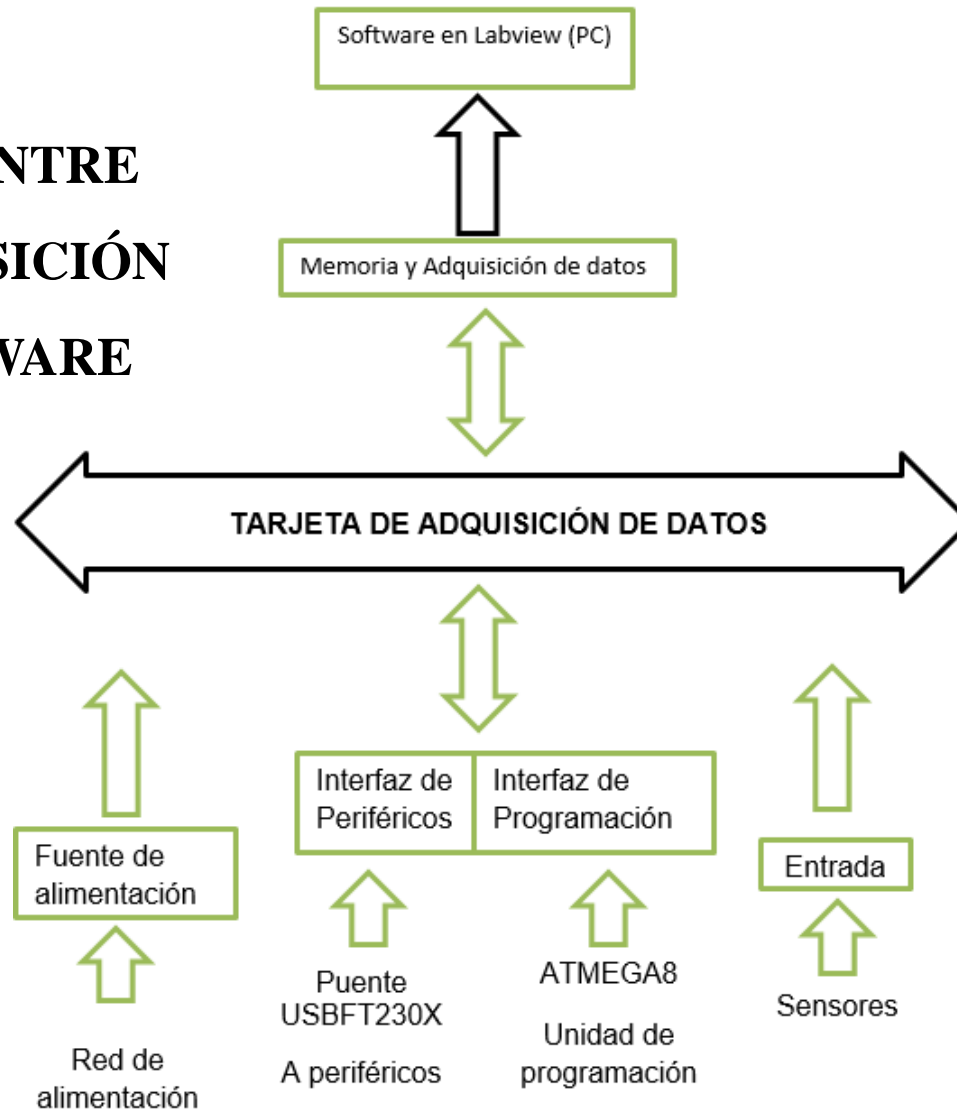 Software en Labview (PC)
NTRE
SICIÓN
WARE
Memoria y Adquisición de datos
TARJETA DE ADQUISICIÓN DE DATOS
Fuente de
alimentación
Red de
alimentación
Interfaz de
Periféricos
Puente
USBFT230X
A periféricos
Interfaz de
Programación
ATMEGA8
Unidad de
programación
Entrada
Sensores